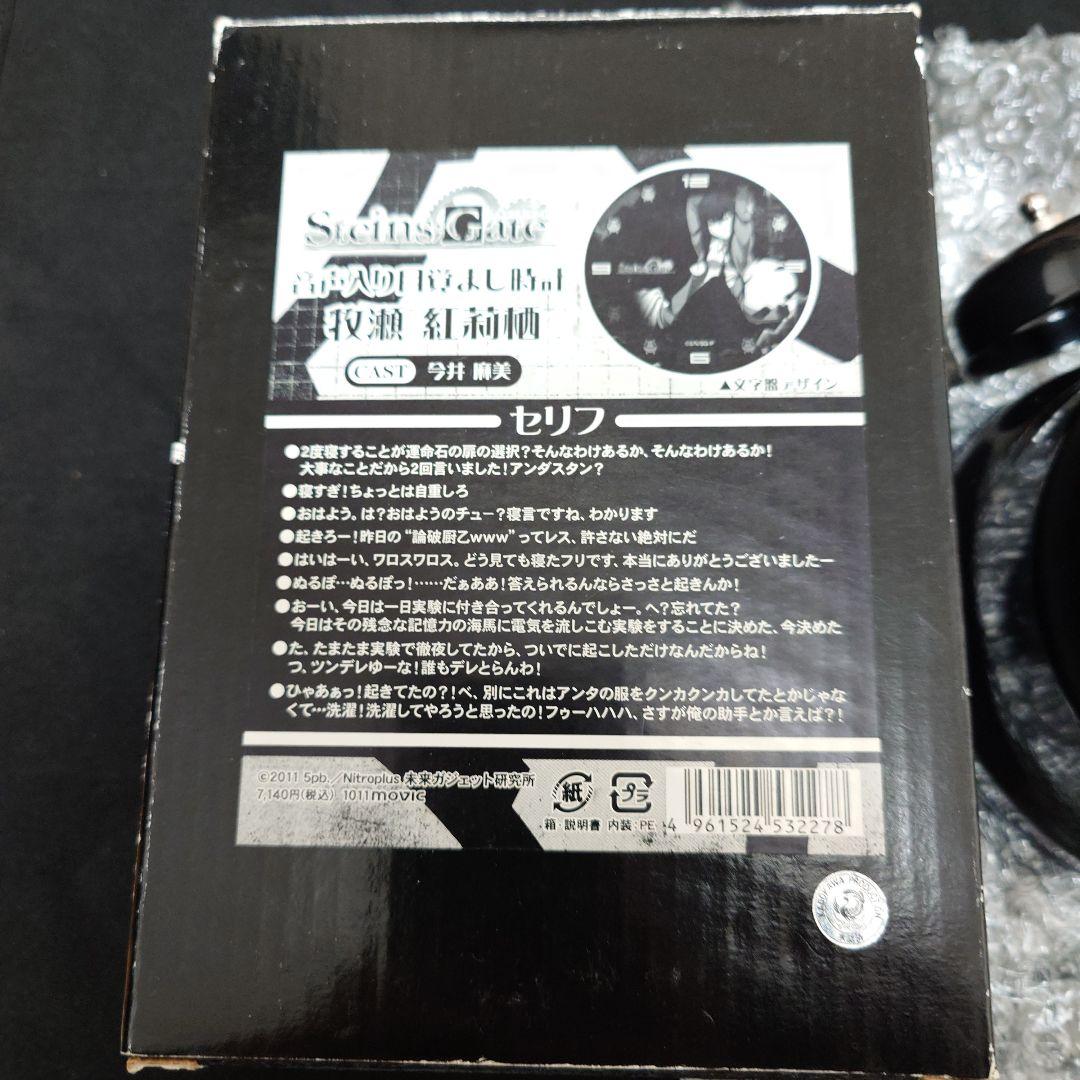 Steins;Gate
音声入り目覚まし時計
牧瀬 紅莉栖
CAST 今井 麻美
▲文字盤デザイン
セリフ
●2度寝することが運命石の扉の選択？そんなわけあるか、そんなわけあるか！
大事なことだから2回言いました！アンダスタン？
●寝すぎ！ちょっとは自重しろ
●おはよう。は？おはようのチュー？寝言ですね、わかります
●起きろー！昨日の“論破厨乙www”ってレス、許さない絶対にだ
●はいはーい、ワロスワロス。どう見ても寝たフリです、本当にありがとうございましたー
●ぬるぽ…ぬるぽっ！……だぁああ！答えられるんならさっさと起きんか！
●おーい、今日は一日実験に付き合ってくれるんでしょー。へ？忘れてた？
今日はその残念な記憶力の海馬に電気を流しこむ実験をすることに決めた、今決めた
●た、たまたま実験で徹夜してたから、ついでに起こしただけなんだからね！
つ、ツンデレゆーな！誰もデレとらんわ！
●ひゃあぁっ！起きてたの？！べ、別にこれはアンタの服をクンカクンカしてたとかじゃな
くて…洗濯！洗濯してやろうと思ったの！フゥーハハハ、さすが俺の助手とか言えば？！
©2011 5pb.／Nitroplus 未来ガジェット研究所
7,140円（税込） 1011movic
紙
プラ
箱・説明書 内装：PE
4 961524 532278
KADOKAWA PRODUCTION